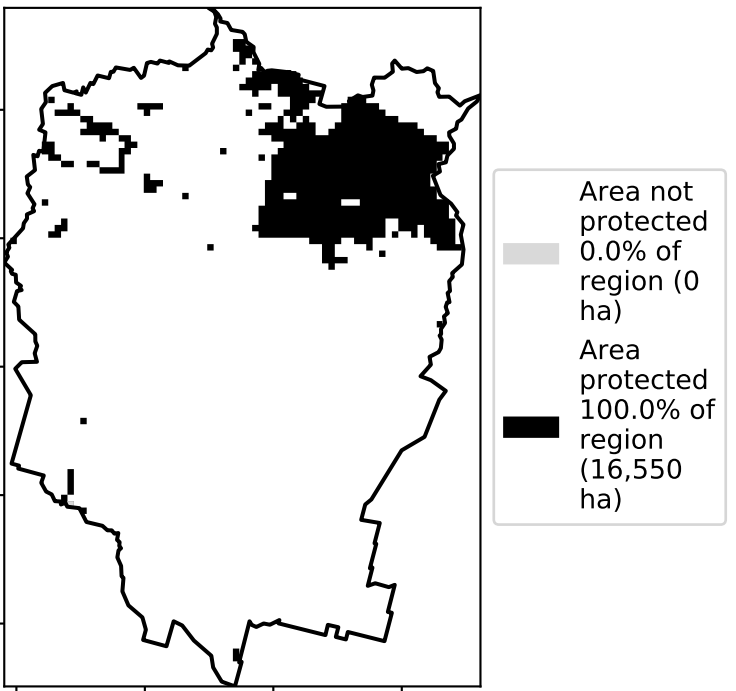 Area not
protected
0.0% of
region (0
ha)
Area
protected
100.0% of
region
(16,550
ha)